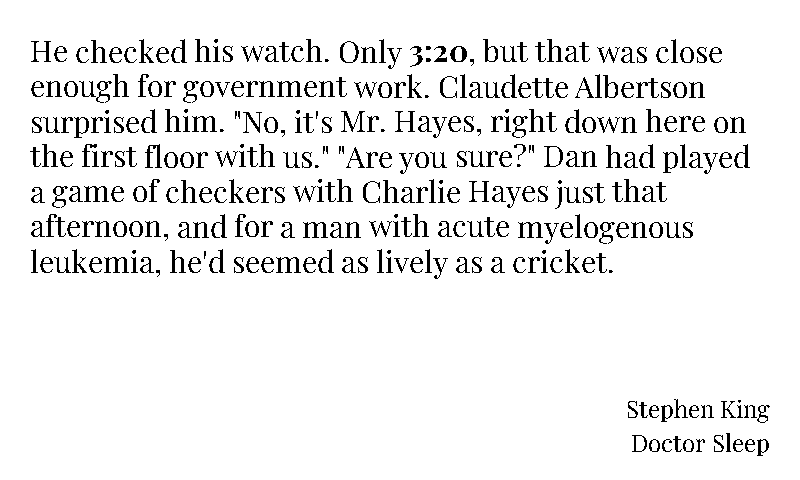 He checked his watch. Only 3:20, but that was close
enough for government work. Claudette Albertson
surprised him. "No, it's Mr. Hayes, right down here on
the first floor with us." "Are you sure?" Dan had played
a game of checkers with Charlie Hayes just that
afternoon, and for a man with acute myelogenous
leukemia, he'd seemed as lively as a cricket.
Stephen King
Doctor Sleep